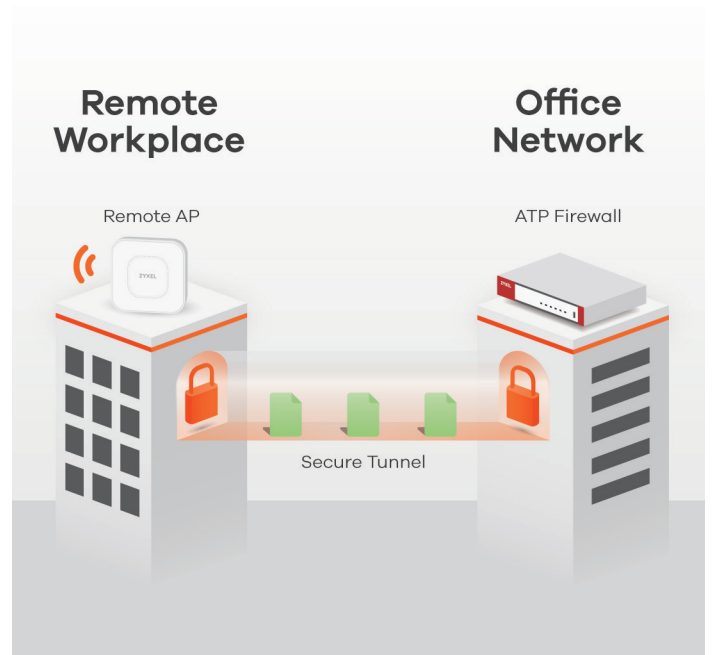 Remote
Workplace
Office
Network
Remote AP
ATP Firewall
ZYXEL
ZYXEL
Secure Tunnel